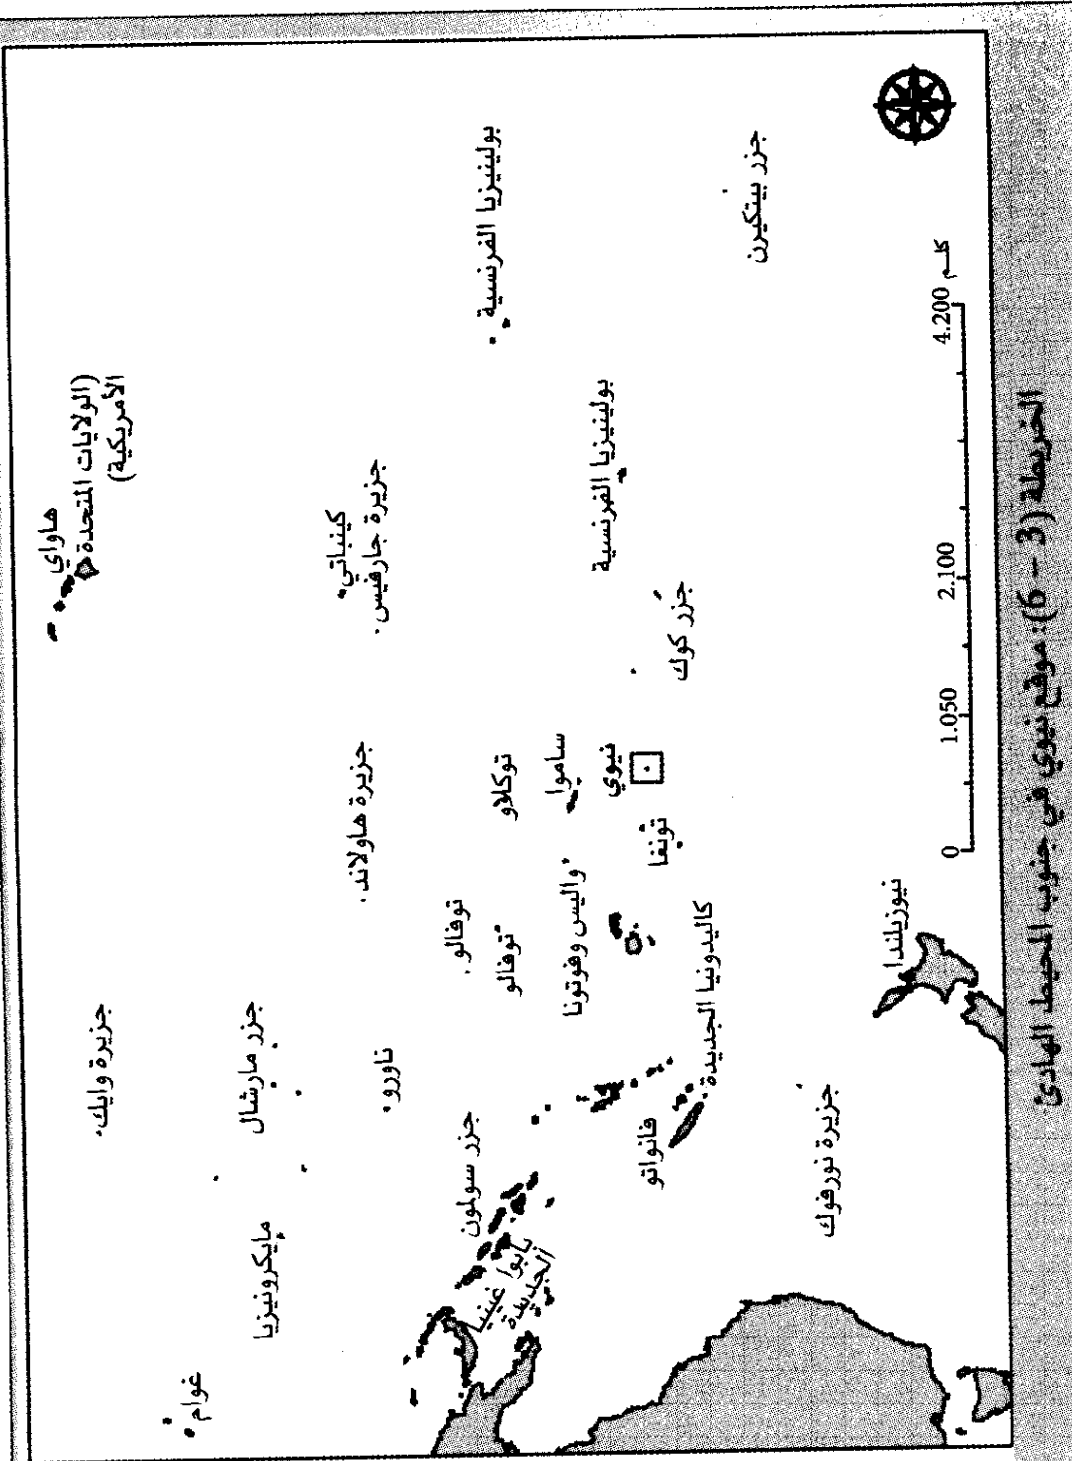 هاواي
(الولايات المتحدة
الأمريكية)
جزيرة وايك
غوام
جزر مارشال
مايكرونيزيا
كينباتي
جزيرة جارفيس
جزيرة هاولاند
ناورو
بولينيزيا الفرنسية
توفالو
توكلاو
توفالو
جزر سولمون
بابوا غينيا
الجديدة
ساموا
واليس وفوتونا
بولينيزيا الفرنسية
نيوي
تونغا
جزر كوك
فانواتو
كاليدونيا الجديدة
جزر بيتكيرن
جزيرة نورفوك
نيوزيلندا
0 1.050 2.100 4.200 كلم
الخريطة (3 – 6): موقع نيوي في جنوب المحيط الهادئ